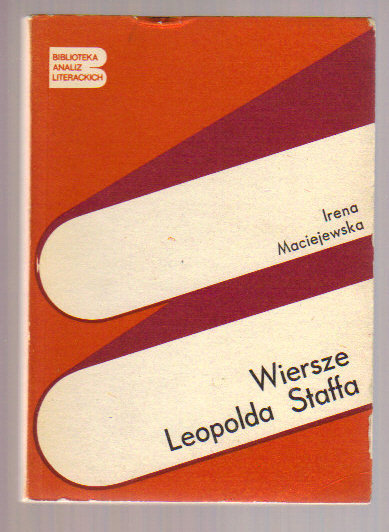 BIBLIOTEKA
ANALIZ
LITERACKICH
Irena
Maciejewska
Wiersze
Leopolda Staffa